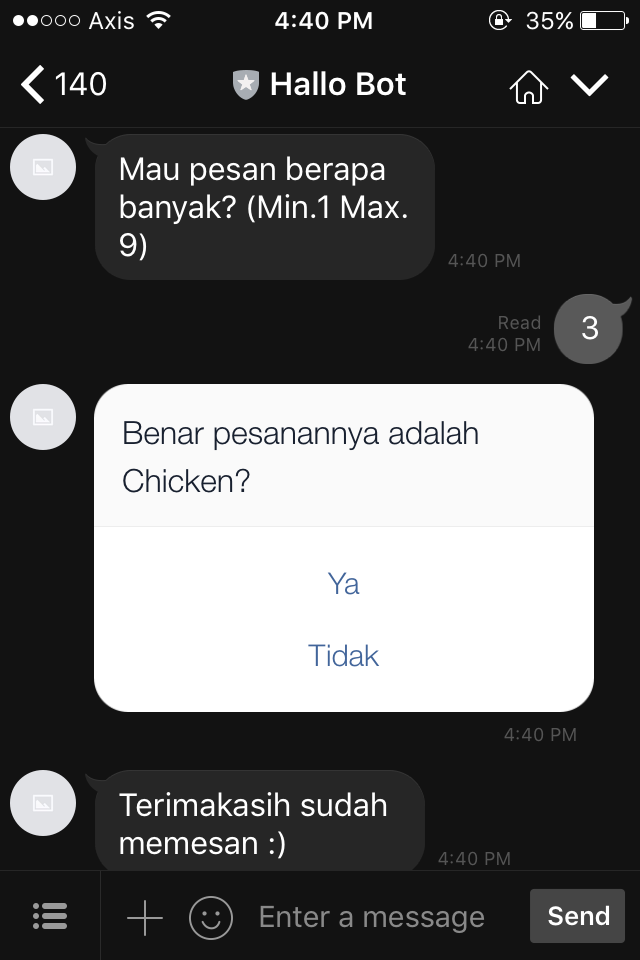 Axis 4:40 PM 35%
140 Hallo Bot
Mau pesan berapa
banyak? (Min.1 Max.
9)
4:40 PM
Read
4:40 PM
3
Benar pesanannya adalah
Chicken?
Ya
Tidak
4:40 PM
Terimakasih sudah
memesan :)
4:40 PM
Enter a message Send